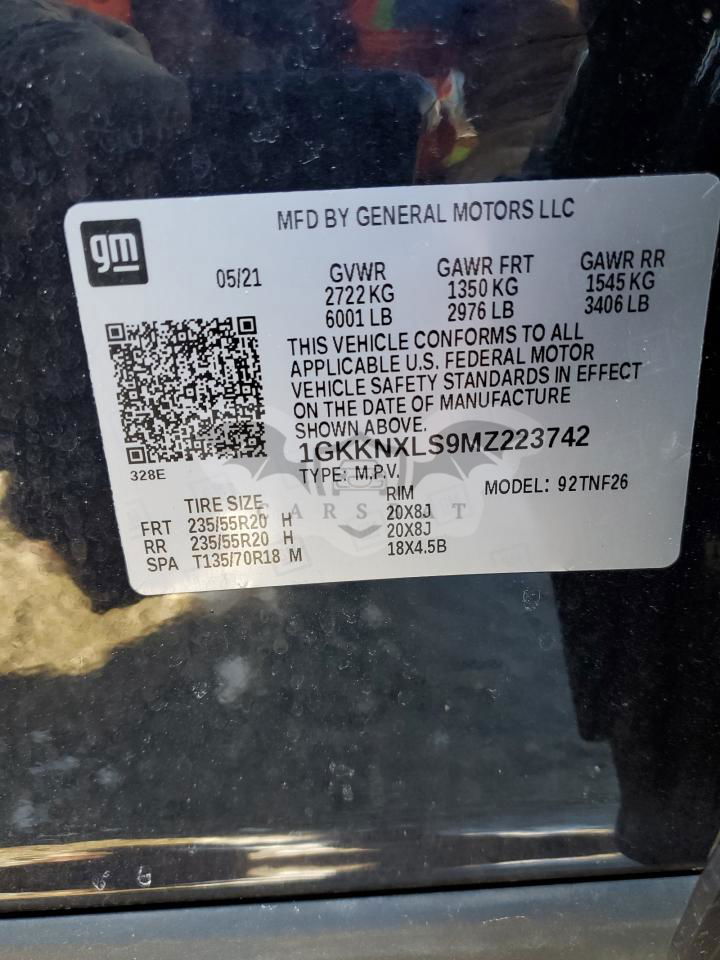 MFD BY GENERAL MOTORS LLC
gm
05/21
GVWR GAWR FRT GAWR RR
2722 KG 1350 KG 1545 KG
6001 LB 2976 LB 3406 LB
THIS VEHICLE CONFORMS TO ALL
APPLICABLE U.S. FEDERAL MOTOR
VEHICLE SAFETY STANDARDS IN EFFECT
ON THE DATE OF MANUFACTURE
SHOWN ABOVE.
1GKKNXLS9MZ223742
328E
TYPE: M.P.V. MODEL: 92TNF26
TIRE SIZE RIM
FRT 235/55R20 H 20X8J
RR 235/55R20 H 20X8J
SPA T135/70R18 M 18X4.5B